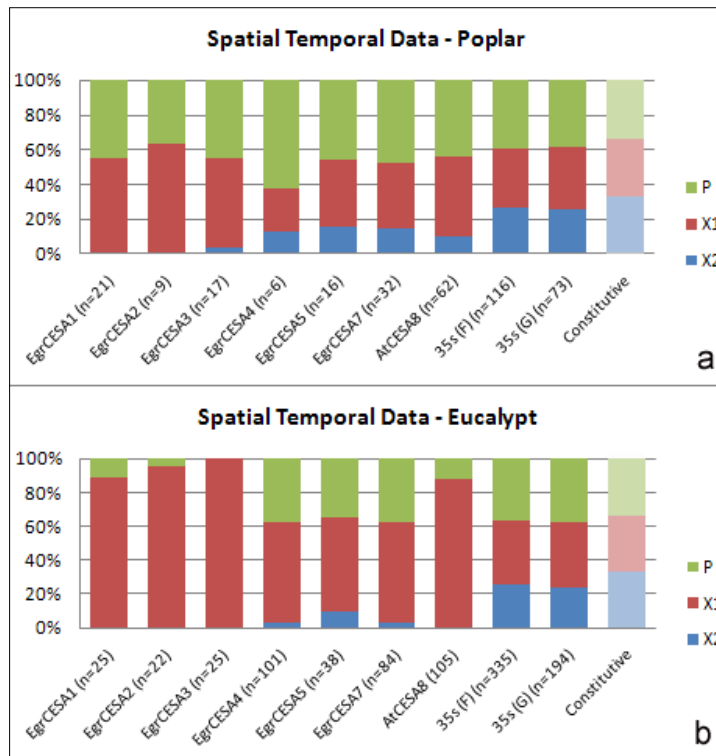 Spatial Temporal Data - Poplar
100%
80%
60%
40%
20%
0%
P
X1
X2
EgrCESA1 (n=21)
EgrCESA2 (n=9)
EgrCESA3 (n=17)
EgrCESA4 (n=6)
EgrCESA5 (n=16)
EgrCESA7 (n=32)
AtCESA8 (n=62)
35s (F) (n=116)
35s (G) (n=73)
Constitutive
a
Spatial Temporal Data - Eucalypt
100%
80%
60%
40%
20%
0%
P
X1
X2
EgrCESA1 (n=25)
EgrCESA2 (n=22)
EgrCESA3 (n=25)
EgrCESA4 (n=101)
EgrCESA5 (n=38)
EgrCESA7 (n=84)
AtCESA8 (105)
35s (F) (n=335)
35s (G) (n=194)
Constitutive
b